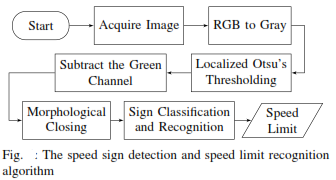 Start
Acquire Image
RGB to Gray
Localized Otsu's
Thresholding
Subtract the Green
Channel
Morphological
Closing
Sign Classification
and Recognition
Speed
Limit
Fig. : The speed sign detection and speed limit recognition
algorithm